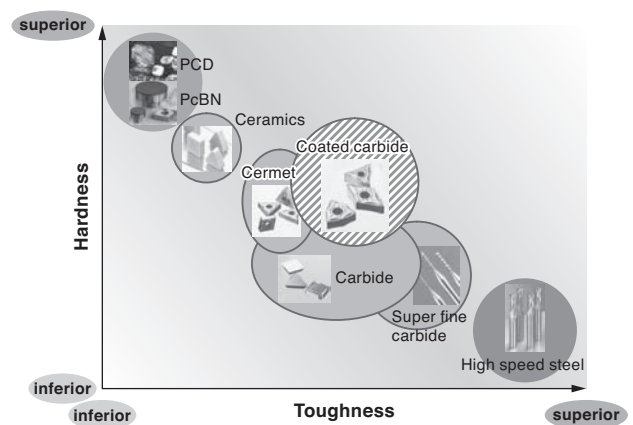 superior
PCD
PcBN
Ceramics
Coated carbide
Cermet
Hardness
Carbide
Super fine
carbide
High speed steel
inferior
inferior
Toughness
superior